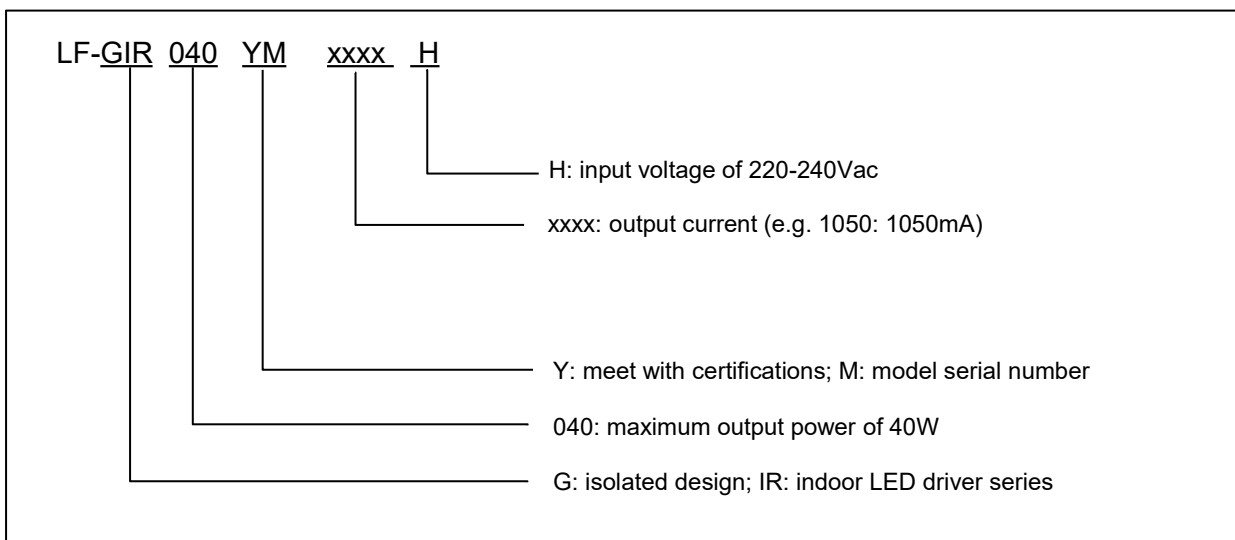 LF-GIR 040 YM xxxx H
H: input voltage of 220-240Vac
xxxx: output current (e.g. 1050: 1050mA)
Y: meet with certifications; M: model serial number
040: maximum output power of 40W
G: isolated design; IR: indoor LED driver series